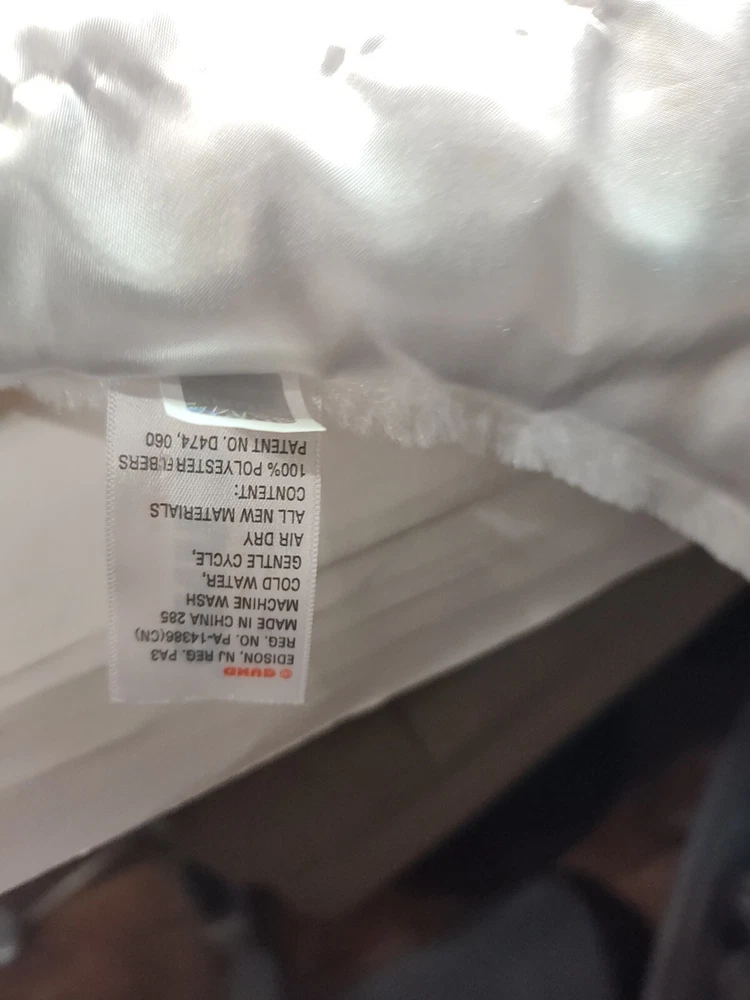 © GUND
EDISON, NJ REG. PA3
REG. NO. PA-14386(CN)
MADE IN CHINA 285
MACHINE WASH
COLD WATER,
GENTLE CYCLE,
AIR DRY
ALL NEW MATERIALS
CONTENT:
100% POLYESTER FIBERS
PATENT NO. D474, 060